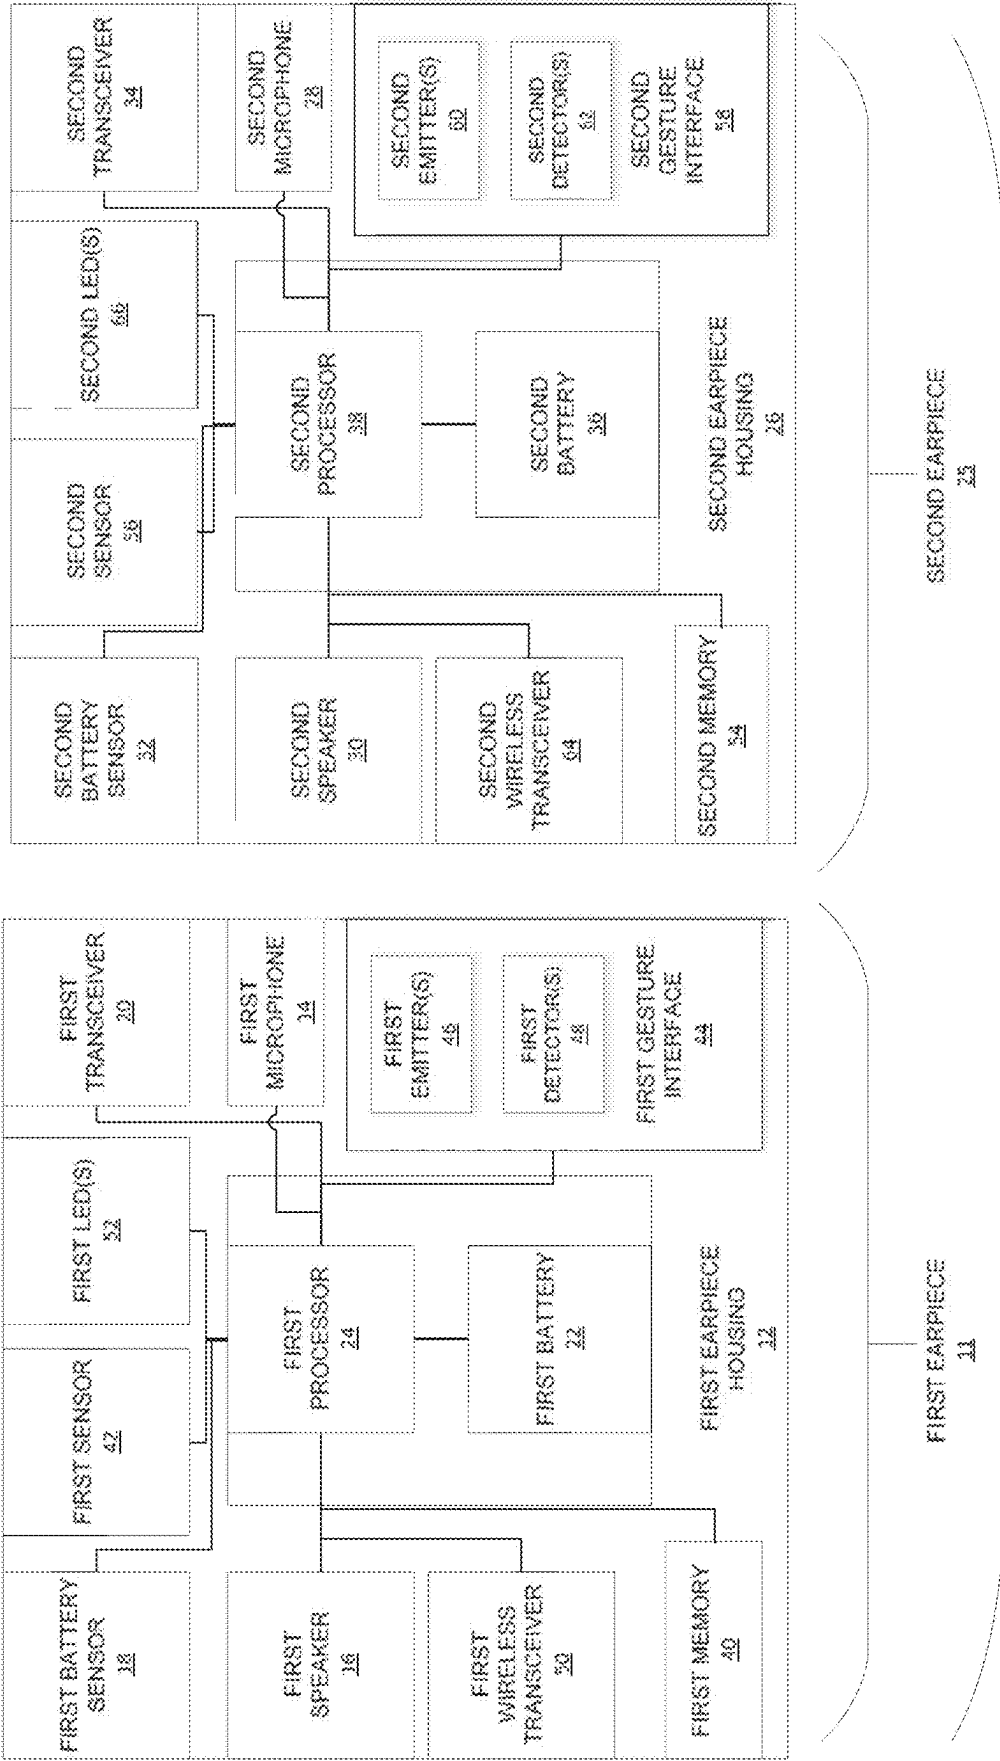 FIRST BATTERY
SENSOR
18
FIRST SENSOR
42
FIRST LED(S)
52
FIRST
TRANSCEIVER
20
FIRST
SPEAKER
16
FIRST
PROCESSOR
24
FIRST
MICROPHONE
14
FIRST
WIRELESS
TRANSCEIVER
50
FIRST BATTERY
22
FIRST
EMITTER(S)
46
FIRST
DETECTOR(S)
48
FIRST GESTURE
INTERFACE
44
FIRST MEMORY
40
FIRST EARPIECE
HOUSING
12
FIRST EARPIECE
11
SECOND
BATTERY
SENSOR
32
SECOND
SENSOR
56
SECOND LED(S)
66
SECOND
TRANSCEIVER
34
SECOND
SPEAKER
30
SECOND
PROCESSOR
38
SECOND
MICROPHONE
28
SECOND
WIRELESS
TRANSCEIVER
64
SECOND
BATTERY
36
SECOND
EMITTER(S)
60
SECOND
DETECTOR(S)
62
SECOND
GESTURE
INTERFACE
58
SECOND MEMORY
54
SECOND EARPIECE
HOUSING
26
SECOND EARPIECE
25